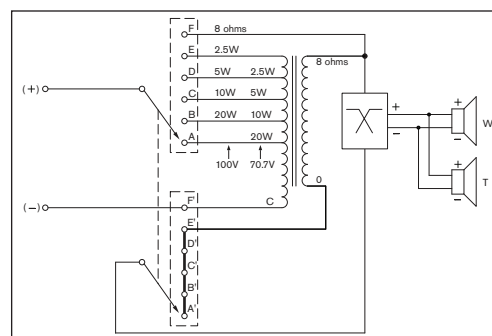 F 8 ohms
E 2.5W 8 ohms
D 5W 2.5W
(+) C 10W 5W + +
B 20W 10W - - W
A 20W
100V 70.7V + T
0 -
(-) F' C
E'
D'
C'
B'
A'